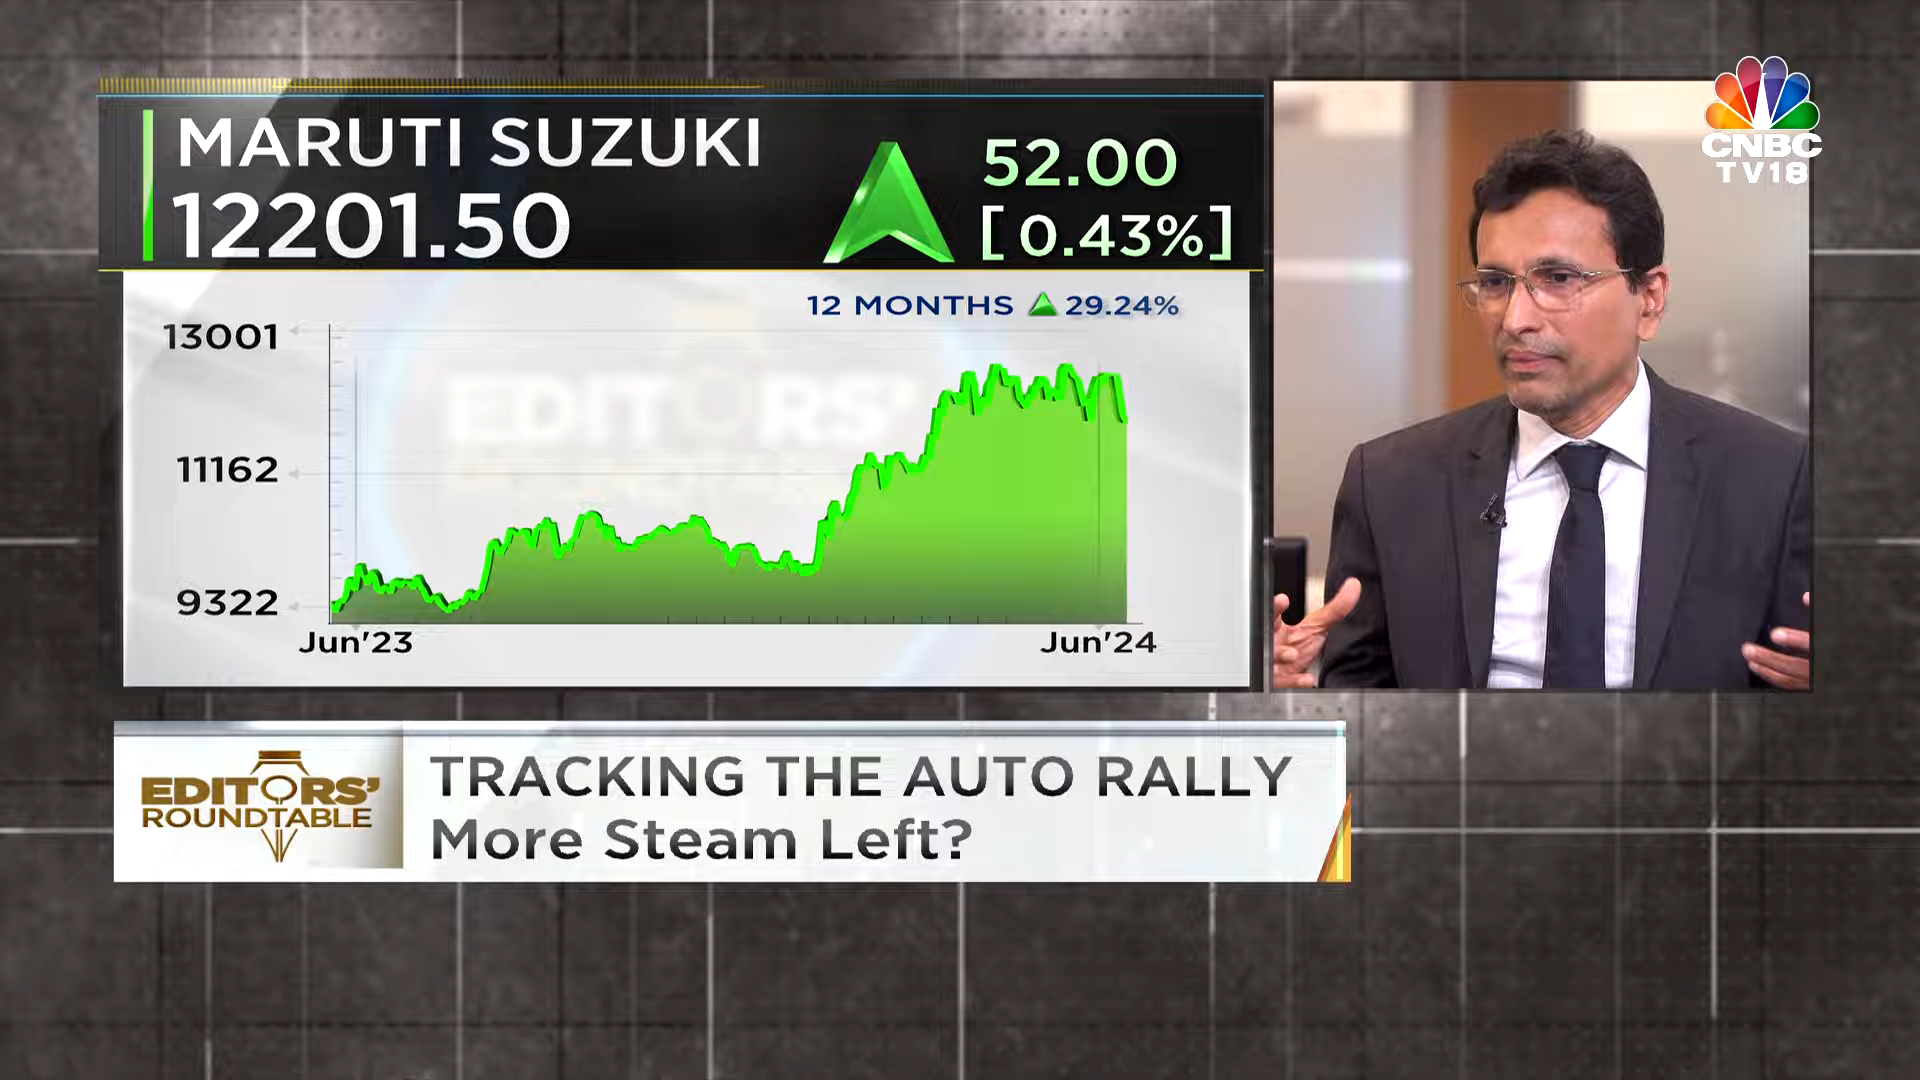 MARUTI SUZUKI
12201.50
52.00
[0.43%]
CNBC
TV18
12 MONTHS 29.24%
13001
11162
9322
Jun'23
Jun'24
EDITORS'
EDITORS'
ROUNDTABLE
TRACKING THE AUTO RALLY
More Steam Left?